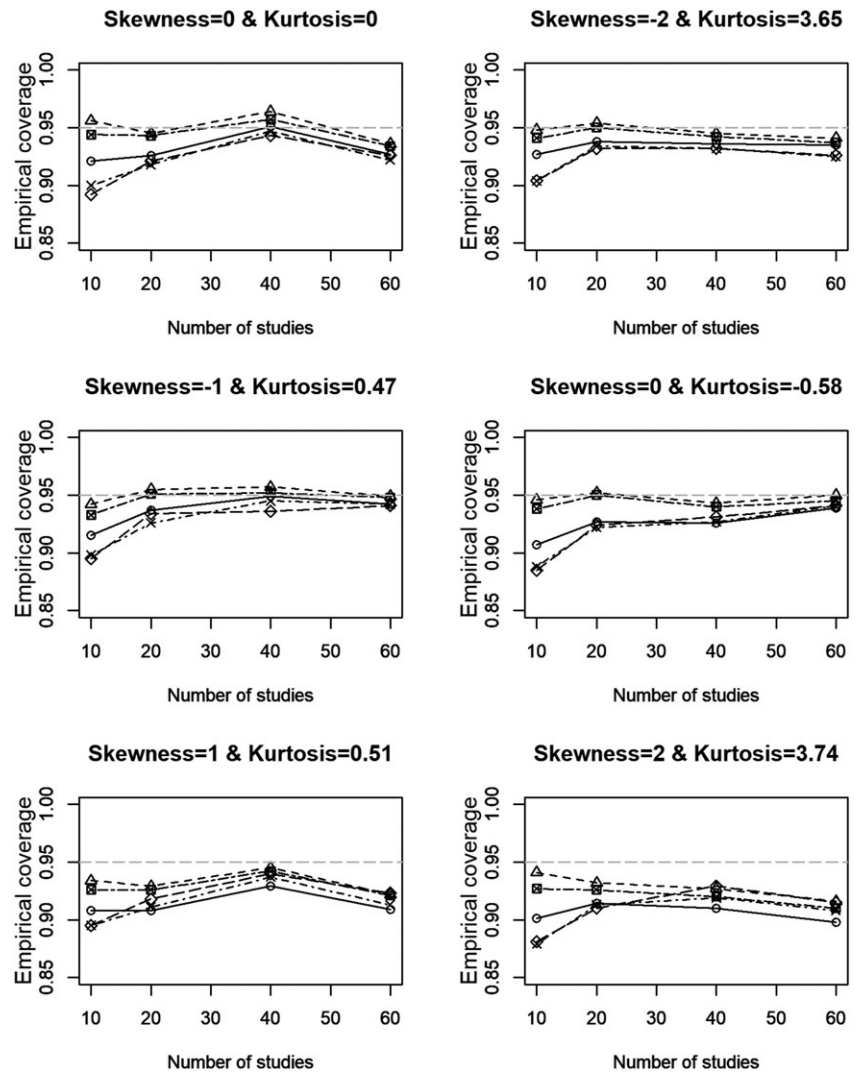 Skewness=0 & Kurtosis=0
Empirical coverage
1.00
0.95
0.90
0.85
10 20 30 40 50 60
Number of studies
Skewness=-2 & Kurtosis=3.65
Empirical coverage
1.00
0.95
0.90
0.85
10 20 30 40 50 60
Number of studies
Skewness=-1 & Kurtosis=0.47
Empirical coverage
1.00
0.95
0.90
0.85
10 20 30 40 50 60
Number of studies
Skewness=0 & Kurtosis=-0.58
Empirical coverage
1.00
0.95
0.90
0.85
10 20 30 40 50 60
Number of studies
Skewness=1 & Kurtosis=0.51
Empirical coverage
1.00
0.95
0.90
0.85
10 20 30 40 50 60
Number of studies
Skewness=2 & Kurtosis=3.74
Empirical coverage
1.00
0.95
0.90
0.85
10 20 30 40 50 60
Number of studies